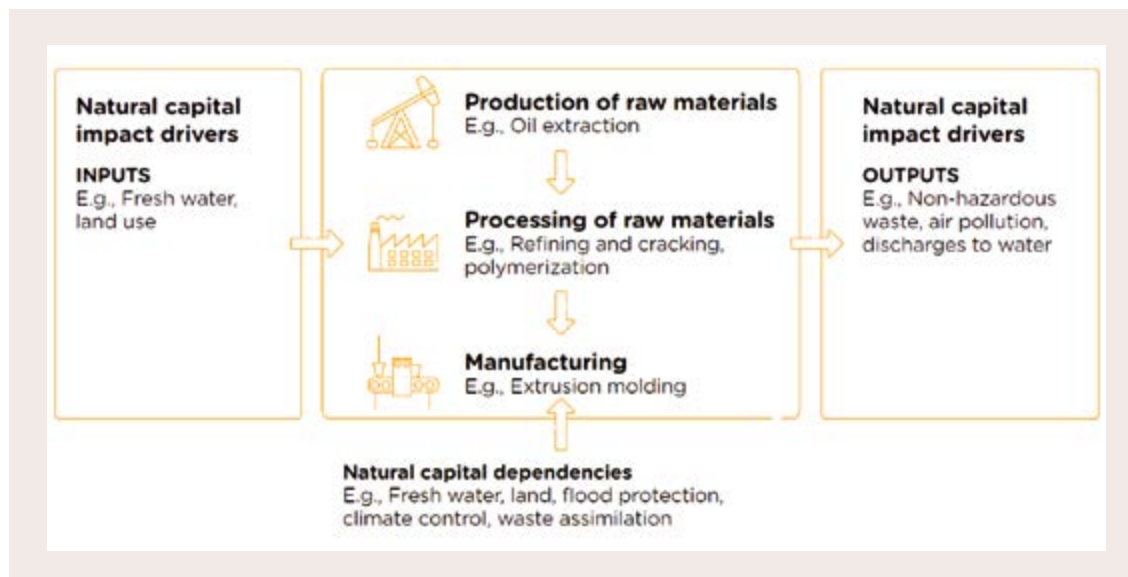 Natural capital
impact drivers
INPUTS
E.g., Fresh water,
land use
Production of raw materials
E.g., Oil extraction
Processing of raw materials
E.g., Refining and cracking,
polymerization
Manufacturing
E.g., Extrusion molding
Natural capital
impact drivers
OUTPUTS
E.g., Non-hazardous
waste, air pollution,
discharges to water
Natural capital dependencies
E.g., Fresh water, land, flood protection,
climate control, waste assimilation